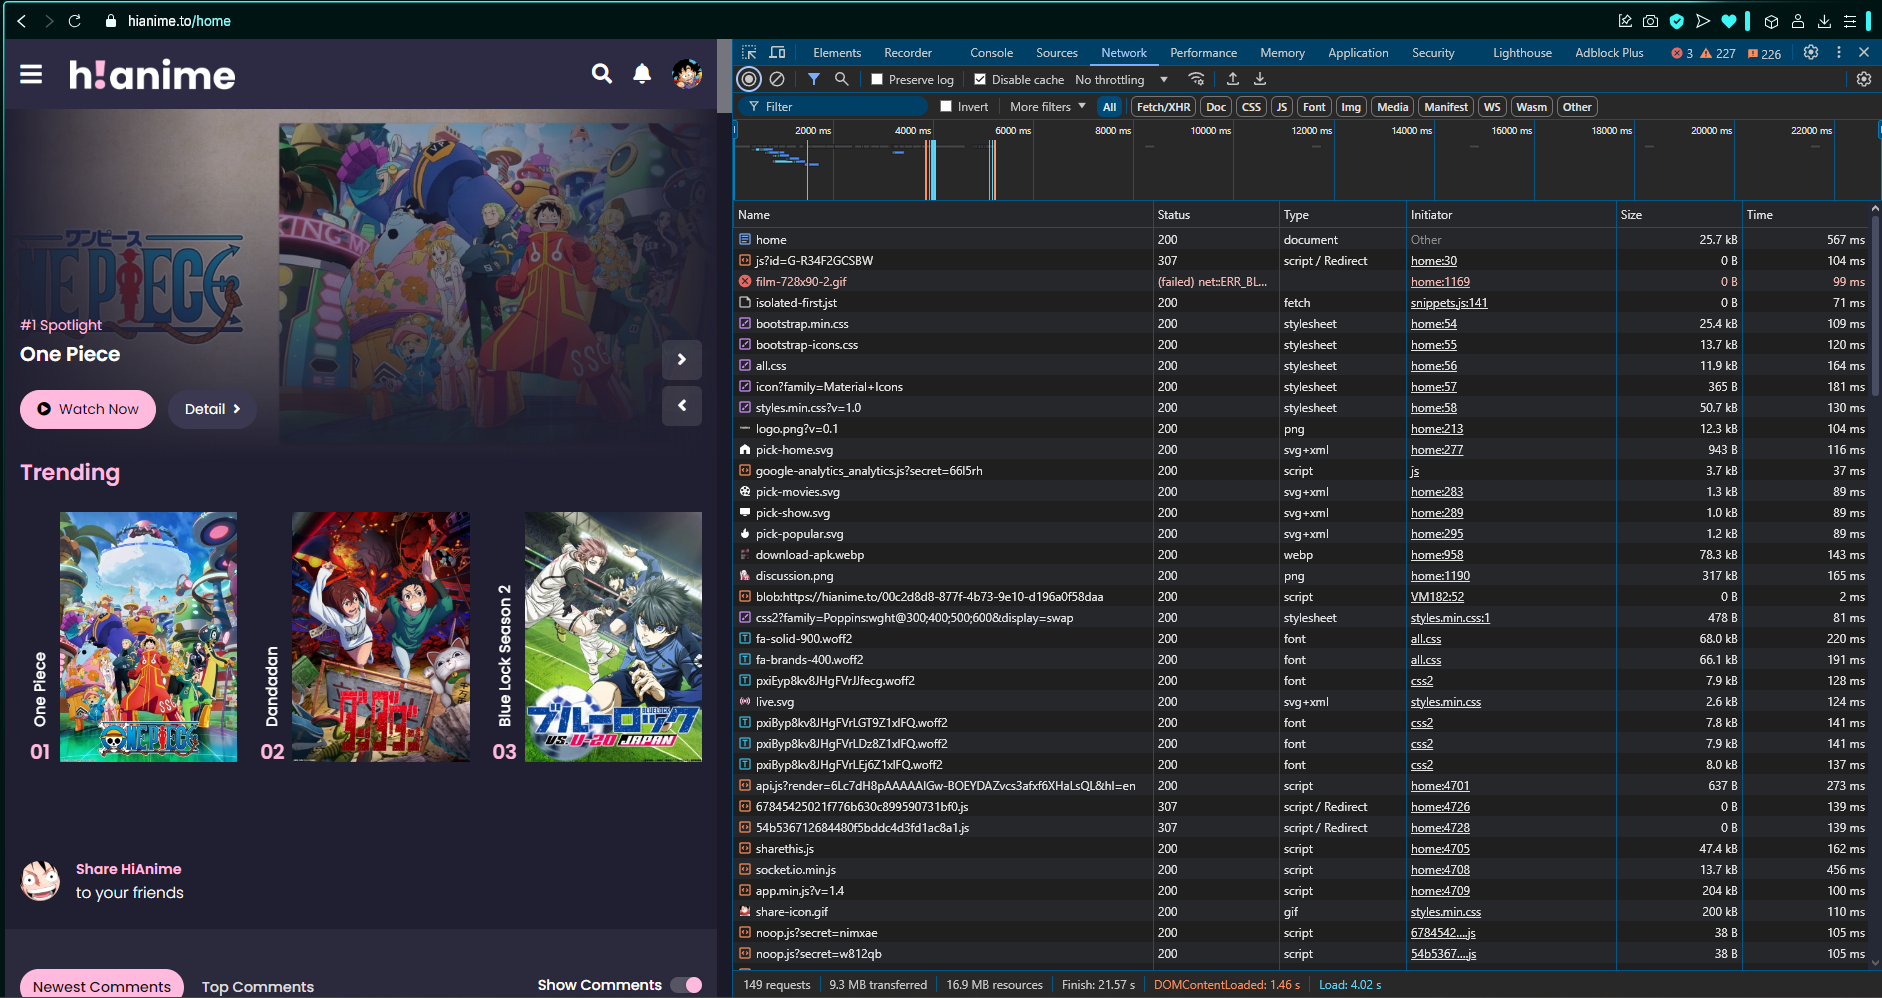 hianime.to/home
h!anime
#1 Spotlight
One Piece
Watch Now
Detail
Trending
One Piece
01
Dandadan
02
Blue Lock Season 2
03
ワンピース
ONE PIECE
ブルーロック
VS. U-20 JAPAN
Share HiAnime
to your friends
Newest Comments
Top Comments
Show Comments
Elements Recorder Console Sources Network Performance Memory Application Security Lighthouse Adblock Plus 3 227 226
Preserve log Disable cache No throttling
Filter Invert More filters All Fetch/XHR Doc CSS JS Font Img Media Manifest WS Wasm Other
2000 ms 4000 ms 6000 ms 8000 ms 10000 ms 12000 ms 14000 ms 16000 ms 18000 ms 20000 ms 22000 ms
Name Status Type Initiator Size Time
home 200 document Other 25.7 kB 567 ms
js?id=G-R34F2GCSBW 307 script / Redirect home:30 0 B 104 ms
film-728x90-2.gif (failed) net::ERR_BL... home:1169 0 B 99 ms
isolated-first.jst 200 fetch snippets.js:141 0 B 71 ms
bootstrap.min.css 200 stylesheet home:54 25.4 kB 109 ms
bootstrap-icons.css 200 stylesheet home:55 13.7 kB 120 ms
all.css 200 stylesheet home:56 11.9 kB 164 ms
icon?family=Material+Icons 200 stylesheet home:57 365 B 181 ms
styles.min.css?v=1.0 200 stylesheet home:58 50.7 kB 130 ms
logo.png?v=0.1 200 png home:213 12.3 kB 104 ms
pick-home.svg 200 svg+xml home:277 943 B 116 ms
google-analytics_analytics.js?secret=66l5rh 200 script js 3.7 kB 37 ms
pick-movies.svg 200 svg+xml home:283 1.3 kB 89 ms
pick-show.svg 200 svg+xml home:289 1.0 kB 89 ms
pick-popular.svg 200 svg+xml home:295 1.2 kB 89 ms
download-apk.webp 200 webp home:958 78.3 kB 143 ms
discussion.png 200 png home:1190 317 kB 165 ms
blob:https://hianime.to/00c2d8d8-877f-4b73-9e10-d196a0f58daa 200 script VM182:52 0 B 2 ms
css2?family=Poppins:wght@300;400;500;600&display=swap 200 stylesheet styles.min.css:1 478 B 81 ms
fa-solid-900.woff2 200 font all.css 68.0 kB 220 ms
fa-brands-400.woff2 200 font all.css 66.1 kB 191 ms
pxiEyp8kv8JHgFVrJJfecg.woff2 200 font css2 7.9 kB 128 ms
live.svg 200 svg+xml styles.min.css 2.6 kB 124 ms
pxiByp8kv8JHgFVrLGT9Z1xlFQ.woff2 200 font css2 7.8 kB 141 ms
pxiByp8kv8JHgFVrLDz8Z1xlFQ.woff2 200 font css2 7.9 kB 141 ms
pxiByp8kv8JHgFVrLEj6Z1xlFQ.woff2 200 font css2 8.0 kB 137 ms
api.js?render=6Lc7dH8pAAAAAIGw-BOEYDAZvcs3afxf6XHaLsQL&hl=en 200 script home:4701 637 B 273 ms
67845425021f776b630c899590731bf0.js 307 script / Redirect home:4726 0 B 139 ms
54b536712684480f5bddc4d3fd1ac8a1.js 307 script / Redirect home:4728 0 B 139 ms
sharethis.js 200 script home:4705 47.4 kB 162 ms
socket.io.min.js 200 script home:4708 13.7 kB 456 ms
app.min.js?v=1.4 200 script home:4709 204 kB 100 ms
share-icon.gif 200 gif styles.min.css 200 kB 110 ms
noop.js?secret=nimxae 200 script 6784542....js 38 B 105 ms
noop.js?secret=w812qb 200 script 54b5367....js 38 B 105 ms
149 requests 9.3 MB transferred 16.9 MB resources Finish: 21.57 s DOMContentLoaded: 1.46 s Load: 4.02 s